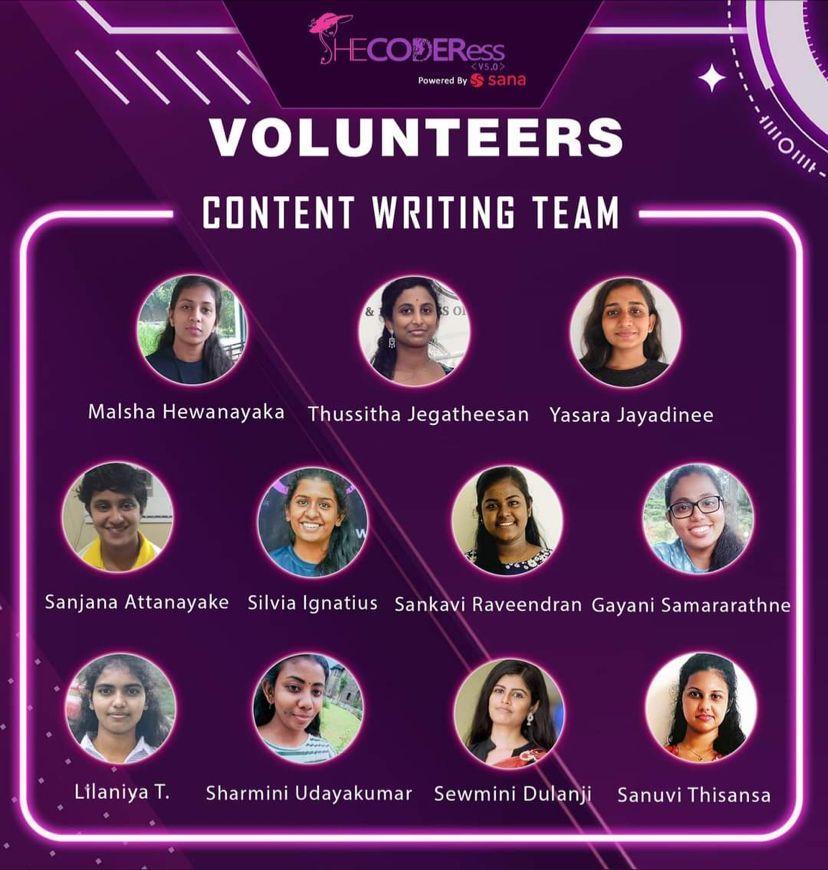 SHECODERess
<V5.0>
Powered By sana
VOLUNTEERS
CONTENT WRITING TEAM
Malsha Hewanayaka Thussitha Jegatheesan Yasara Jayadinee
Sanjana Attanayake Silvia Ignatius Sankavi Raveendran Gayani Samararathne
Lilaniya T. Sharmini Udayakumar Sewmini Dulanji Sanuvi Thisansa